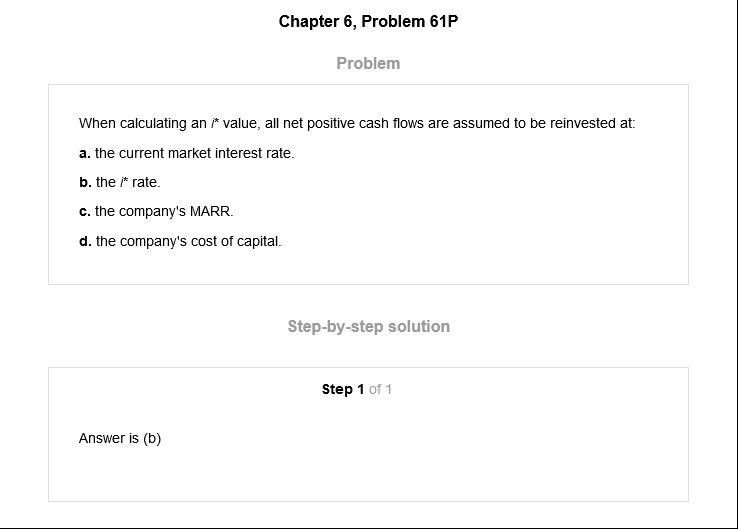 Chapter 6, Problem 61P
Problem
When calculating an i* value, all net positive cash flows are assumed to be reinvested at:
a. the current market interest rate.
b. the i* rate.
c. the company's MARR.
d. the company's cost of capital.
Step-by-step solution
Step 1 of 1
Answer is (b)